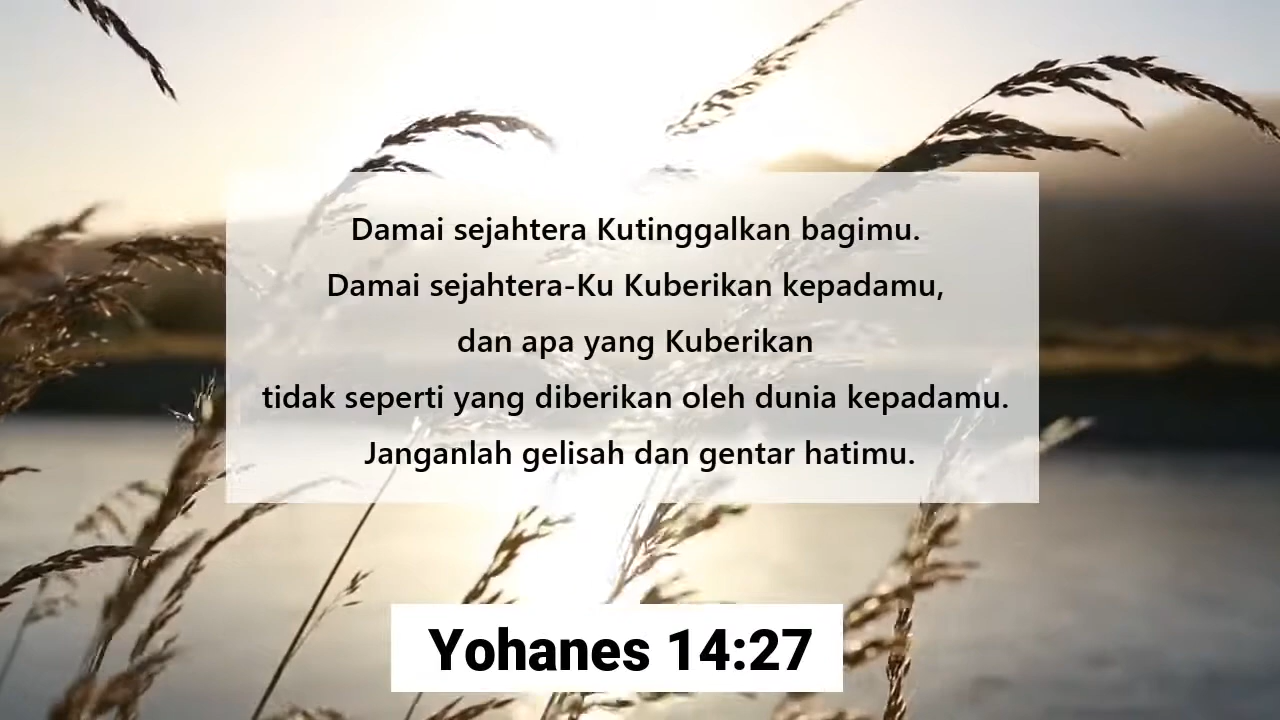 Damai sejahtera Kutinggalkan bagimu.
Damai sejahtera-Ku Kuberikan kepadamu,
dan apa yang Kuberikan
tidak seperti yang diberikan oleh dunia kepadamu.
Janganlah gelisah dan gentar hatimu.
Yohanes 14:27